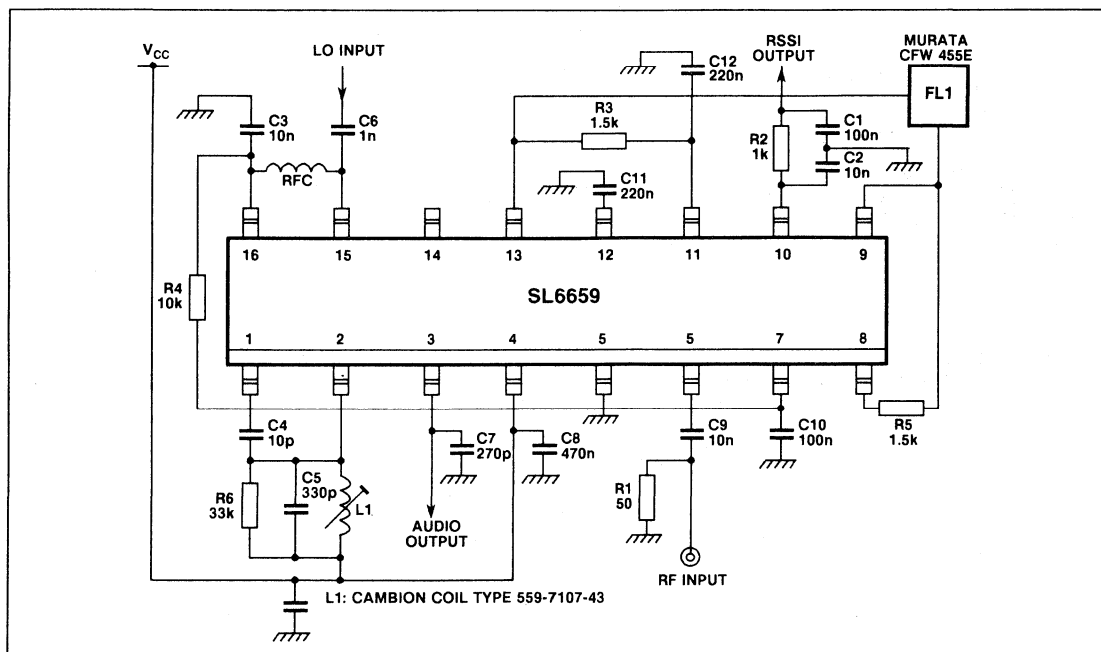 VCC
LO INPUT
C12
220n
RSSI
OUTPUT
MURATA
CFW 455E
FL1
C3
10n
C6
1n
R3
1.5k
R2
1k
C1
100n
C2
10n
RFC
C11
220n
16 15 14 13 12 11 10 9
R4
10k
SL6659
1 2 3 4 5 5 7 8
C4
10p
C7
270p
C8
470n
C9
10n
C10
100n
R5
1.5k
R6
33k
C5
330p
L1
R1
50
AUDIO
OUTPUT
RF INPUT
L1: CAMBION COIL TYPE 559-7107-43